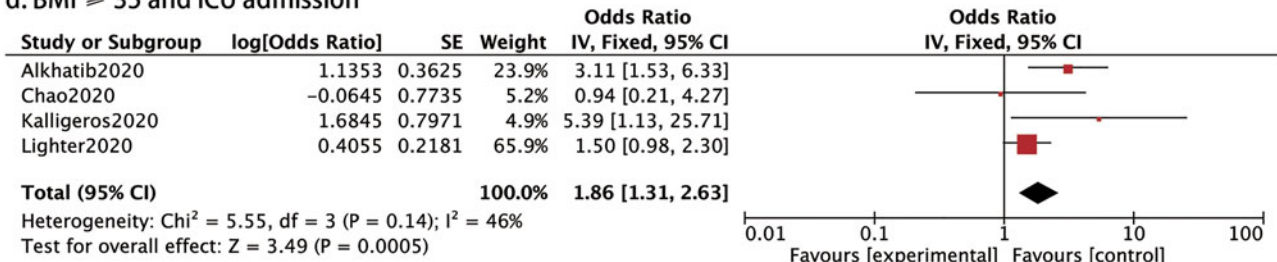 d. BMI ⩾ 35 and ICU admission
Odds Ratio Odds Ratio
Study or Subgroup log[Odds Ratio] SE Weight IV, Fixed, 95% CI IV, Fixed, 95% CI
Alkhatib2020 1.1353 0.3625 23.9% 3.11 [1.53, 6.33]
Chao2020 −0.0645 0.7735 5.2% 0.94 [0.21, 4.27]
Kalligeros2020 1.6845 0.7971 4.9% 5.39 [1.13, 25.71]
Lighter2020 0.4055 0.2181 65.9% 1.50 [0.98, 2.30]
Total (95% CI) 100.0% 1.86 [1.31, 2.63]
Heterogeneity: Chi² = 5.55, df = 3 (P = 0.14); I² = 46%
Test for overall effect: Z = 3.49 (P = 0.0005)
0.01 0.1 1 10 100
Favours [experimental] Favours [control]